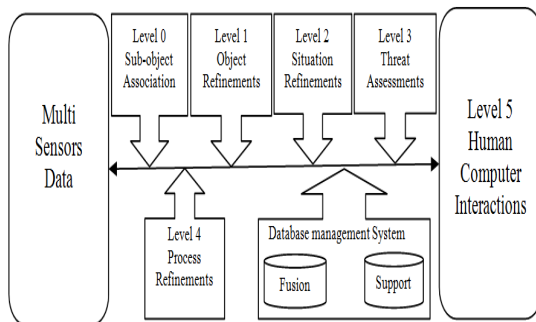 Multi
Sensors
Data
Level 0
Sub-object
Association
Level 1
Object
Refinements
Level 2
Situation
Refinements
Level 3
Threat
Assessments
Level 5
Human
Computer
Interactions
Level 4
Process
Refinements
Database management System
Fusion
Support